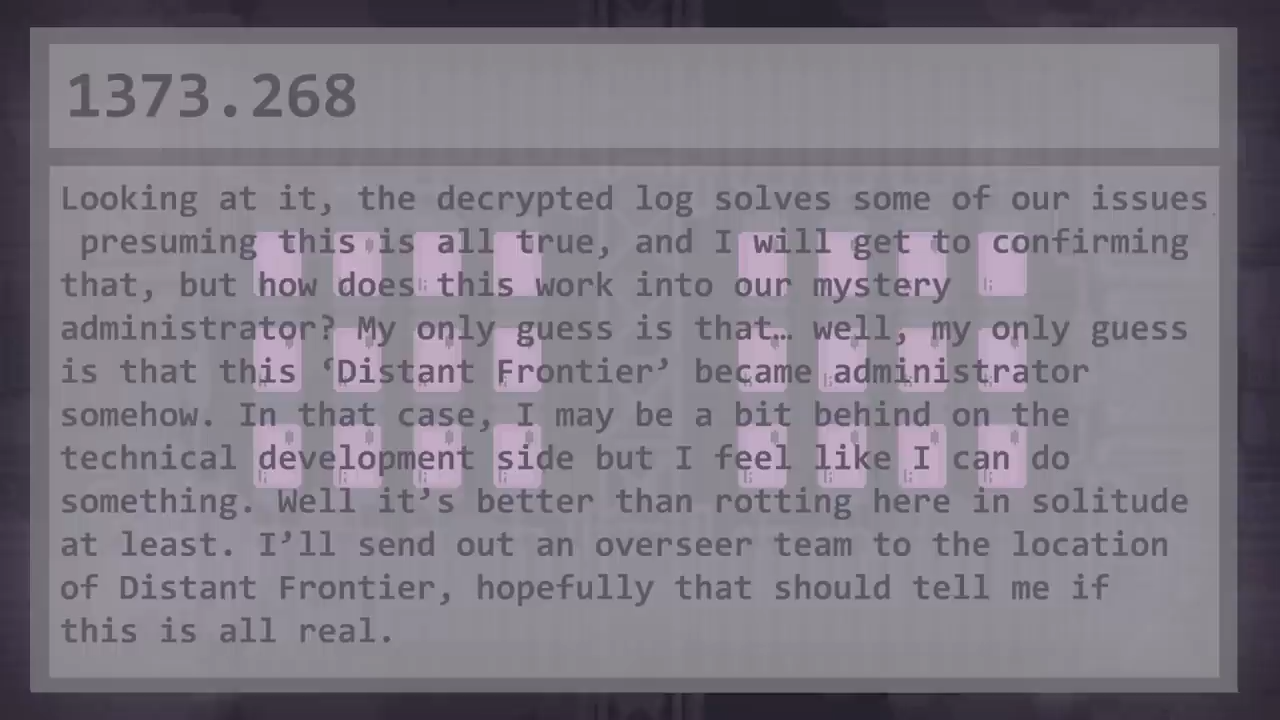 1373.268
Looking at it, the decrypted log solves some of our issues
presuming this is all true, and I will get to confirming
that, but how does this work into our mystery
administrator? My only guess is that… well, my only guess
is that this ‘Distant Frontier’ became administrator
somehow. In that case, I may be a bit behind on the
technical development side but I feel like I can do
something. Well it’s better than rotting here in solitude
at least. I’ll send out an overseer team to the location
of Distant Frontier, hopefully that should tell me if
this is all real.